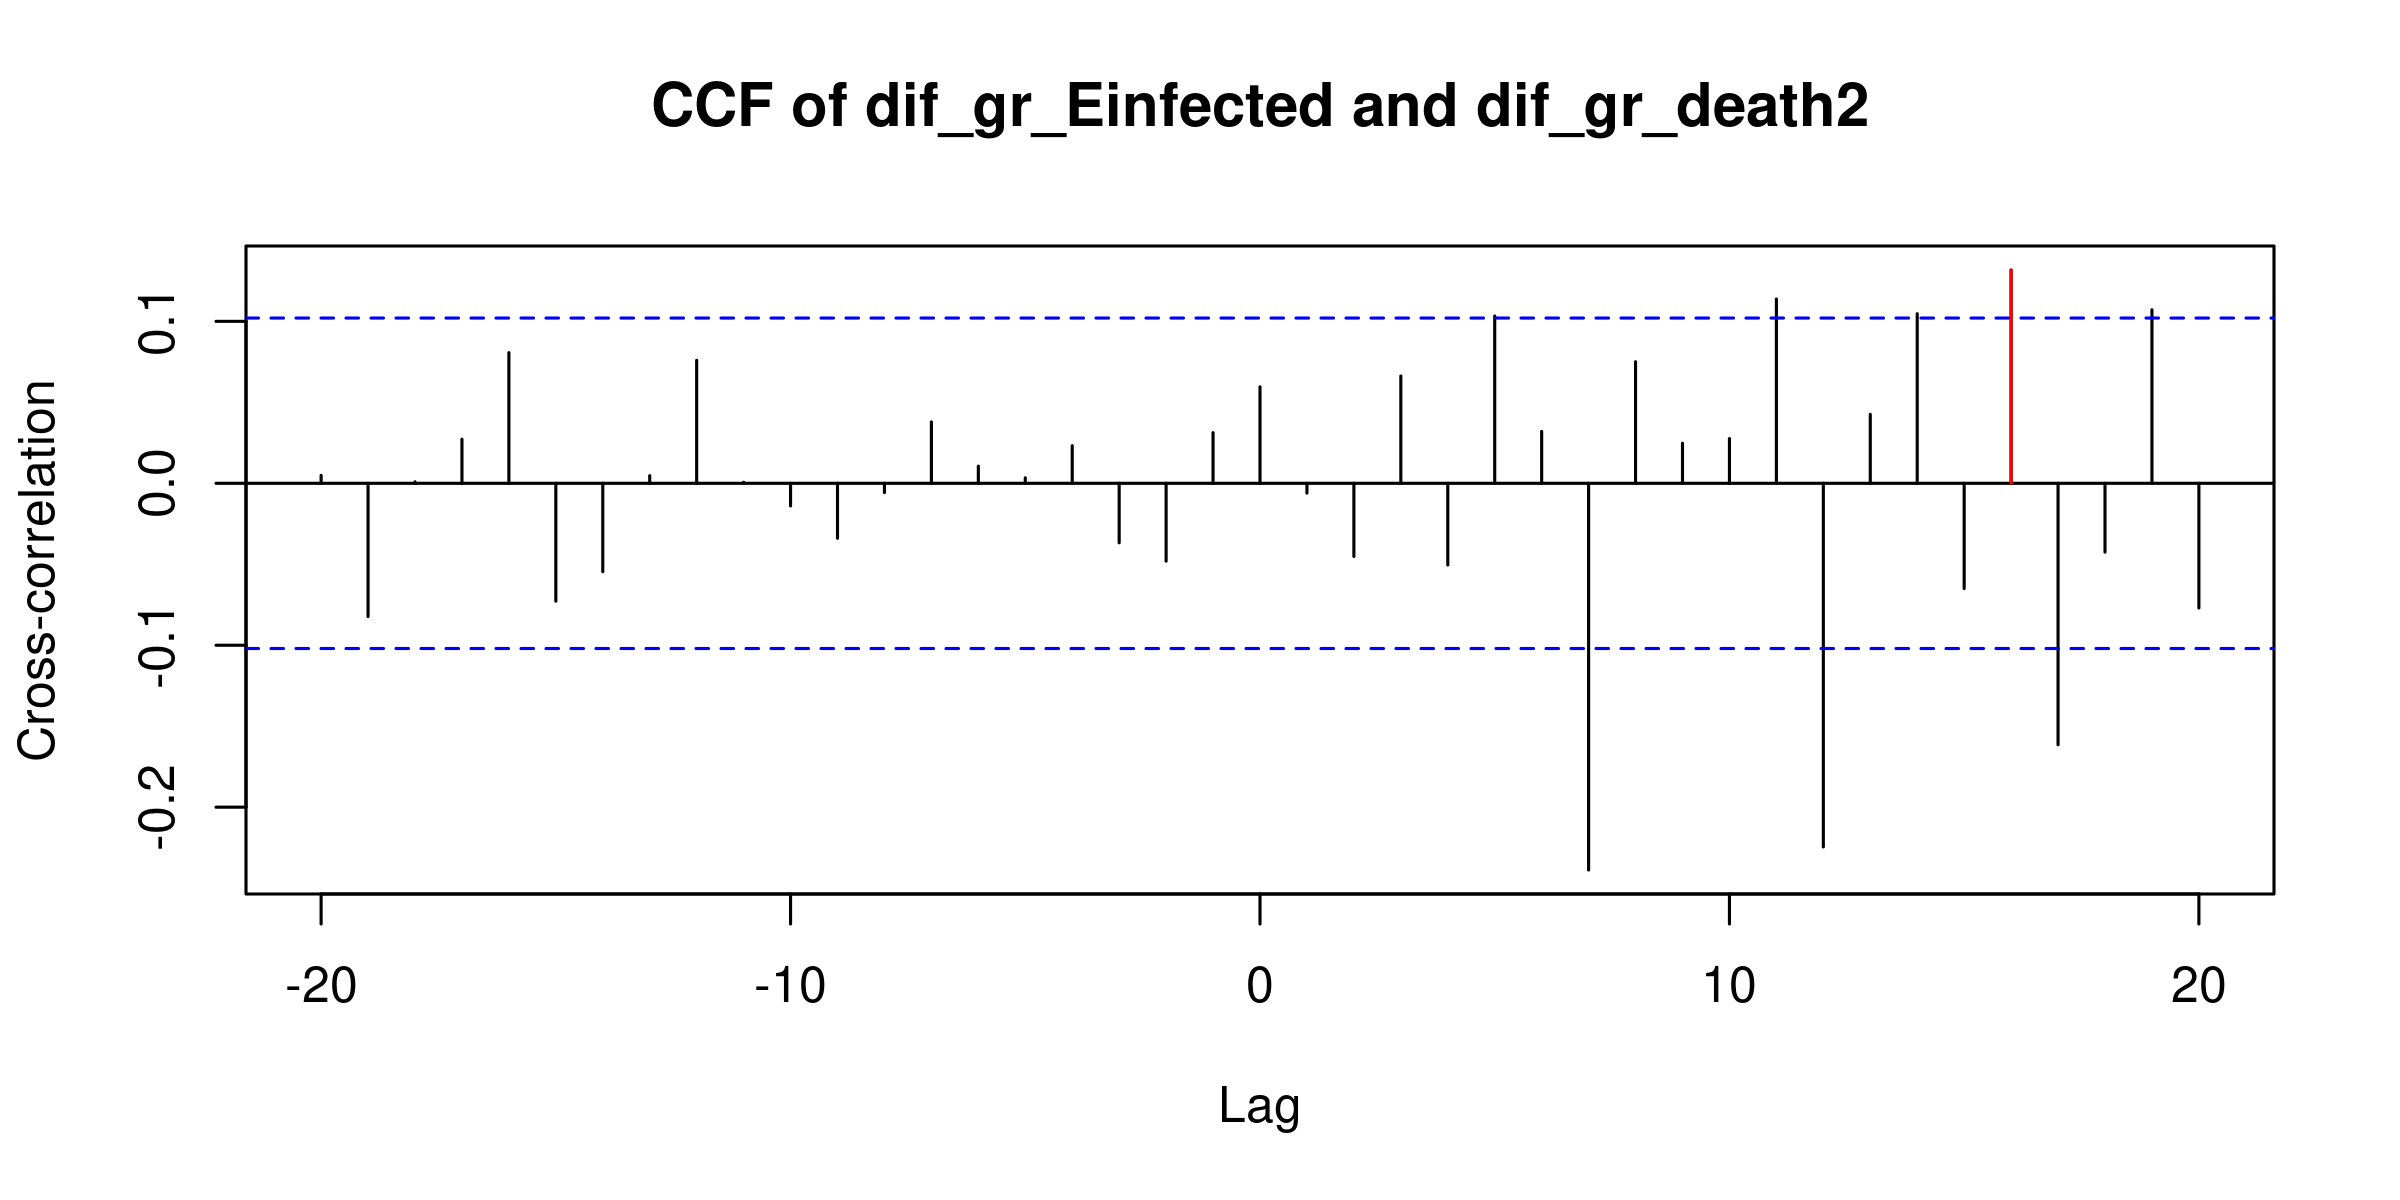 CCF of dif_gr_Einfected and dif_gr_death2
Cross-correlation
0.1
0.0
-0.1
-0.2
-20 -10 0 10 20
Lag